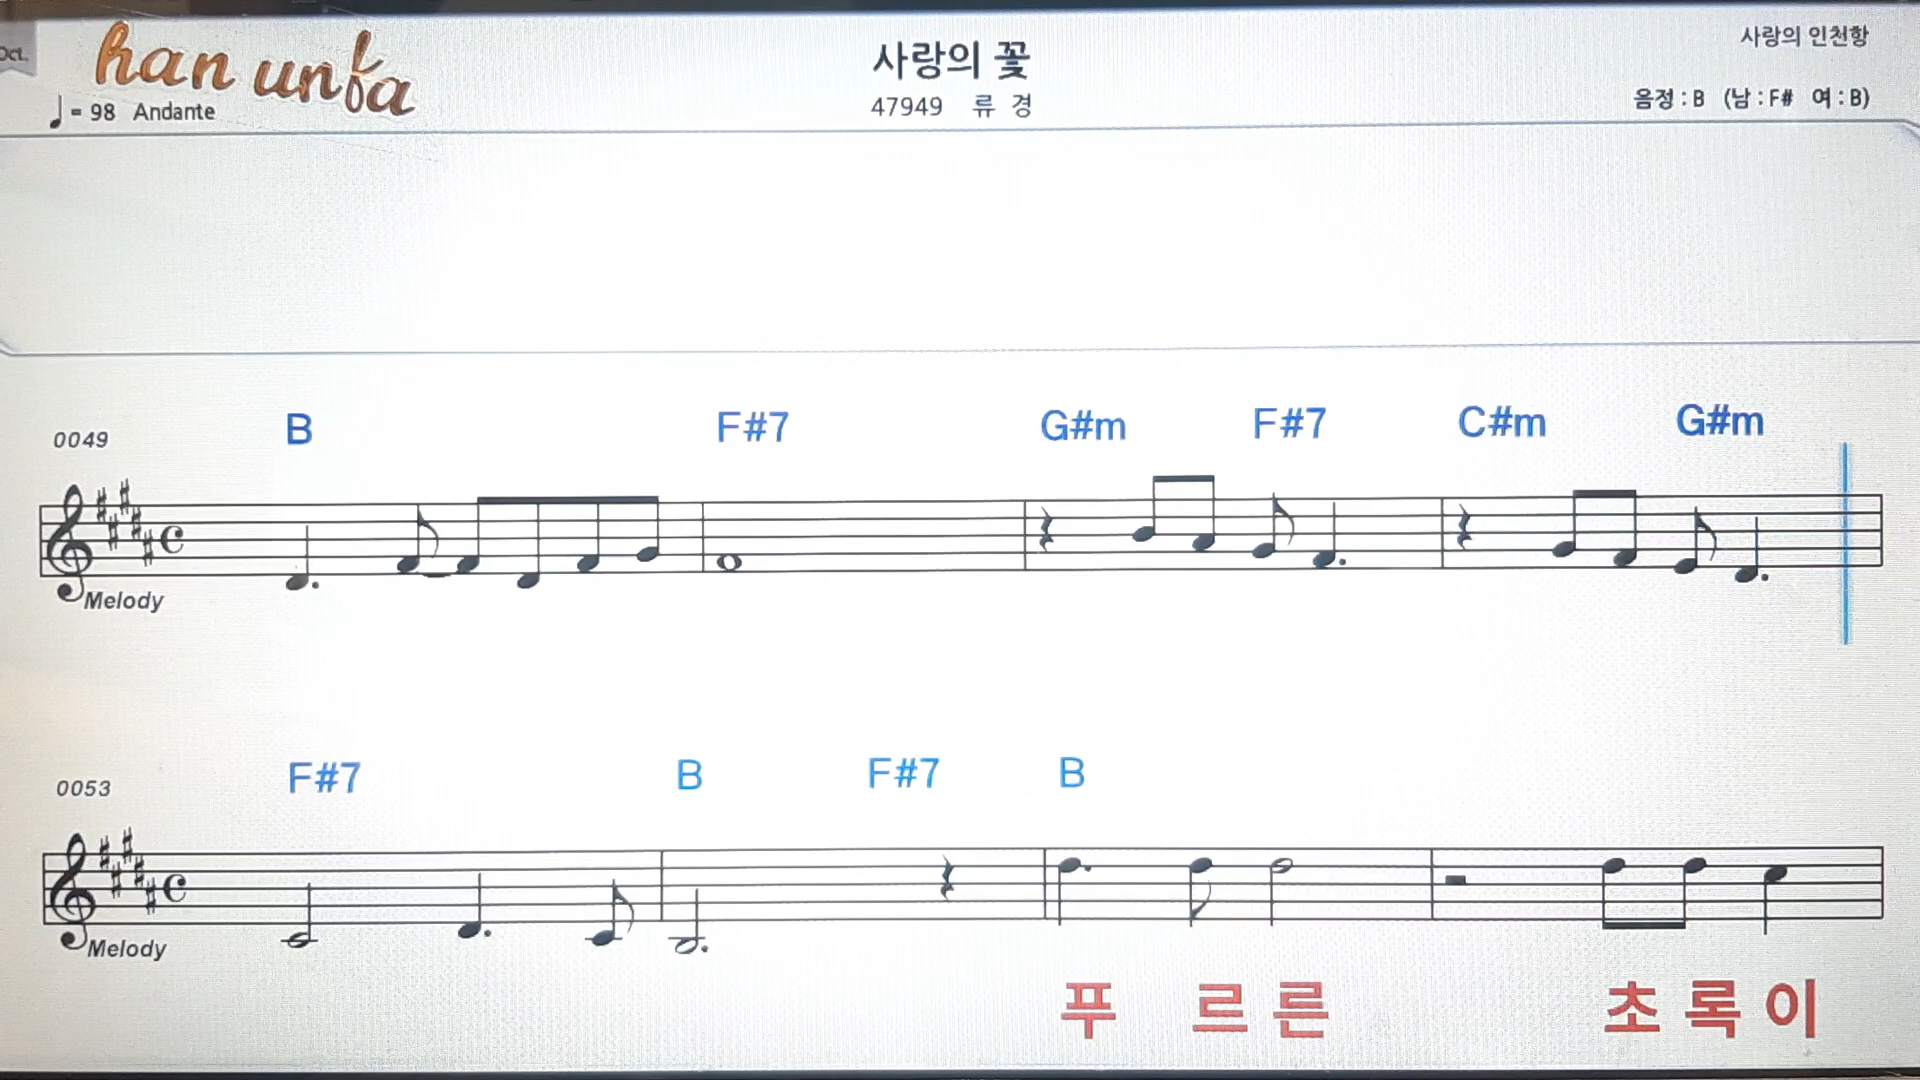 Oct.
han unfa
사랑의 꽃
사랑의 인천항
♩ = 98 Andante
47949 류 경
음정 : B (남 : F# 여 : B)
B F#7 G#m F#7 C#m G#m
0049
Melody
F#7 B F#7 B
0053
Melody
푸 르 른 초 록 이